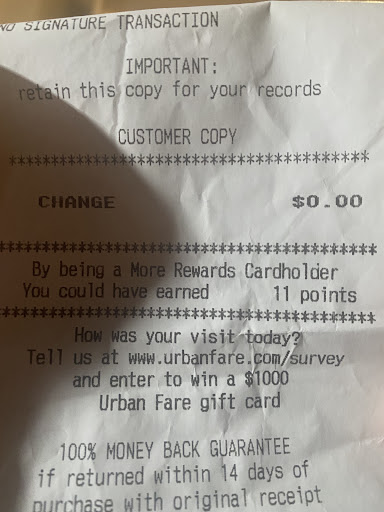 NO SIGNATURE TRANSACTION
IMPORTANT:
retain this copy for your records
CUSTOMER COPY
****************************************
CHANGE $0.00
****************************************
By being a More Rewards Cardholder
You could have earned 11 points
****************************************
How was your visit today?
Tell us at www.urbanfare.com/survey
and enter to win a $1000
Urban Fare gift card
100% MONEY BACK GUARANTEE
if returned within 14 days of
purchase with original receipt